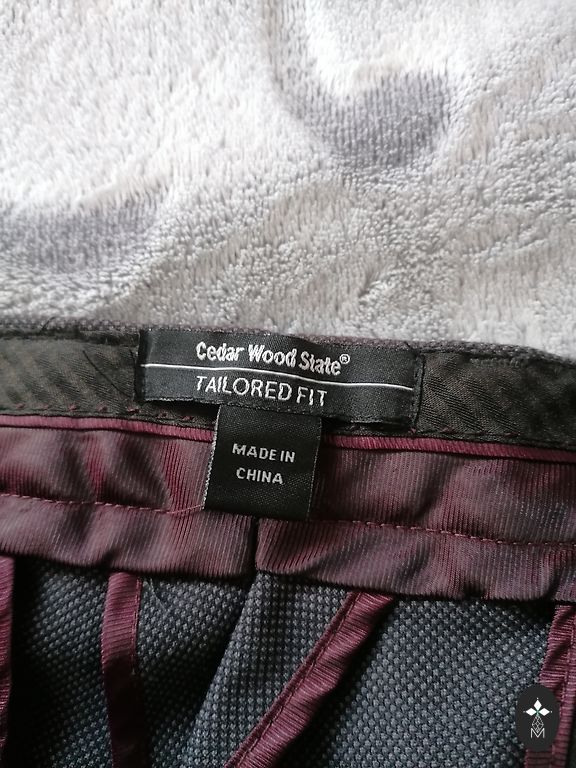 Cedar Wood State®
TAILORED FIT
MADE IN
CHINA
M